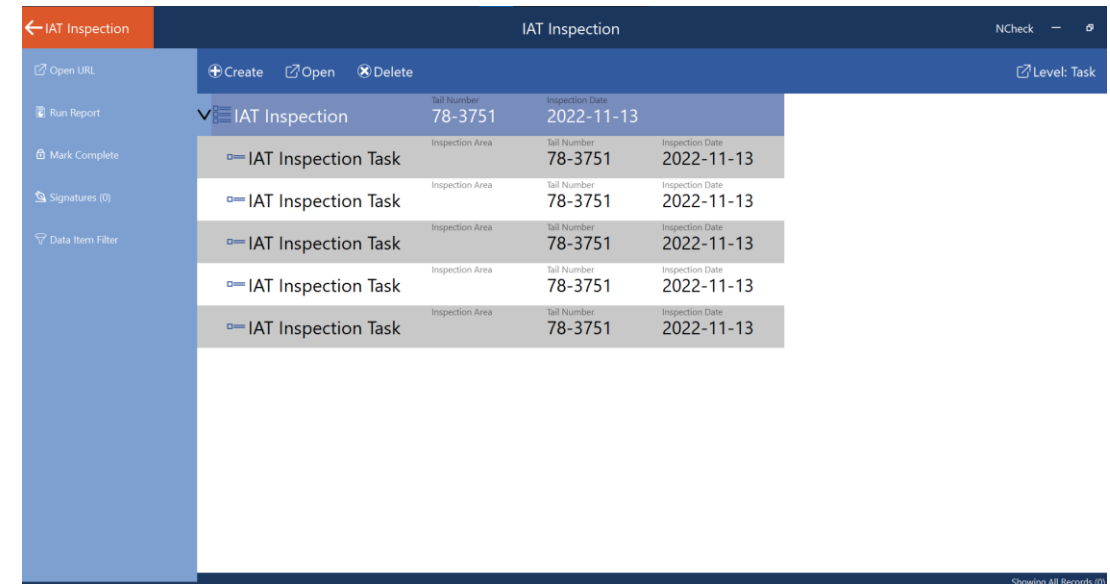 IAT Inspection
IAT Inspection
NCheck
Open URL
Run Report
Mark Complete
Signatures (0)
Data Item Filter
Create Open Delete
Level: Task
Tail Number Inspection Date
IAT Inspection 78-3751 2022-11-13
Inspection Area Tail Number Inspection Date
IAT Inspection Task 78-3751 2022-11-13
Inspection Area Tail Number Inspection Date
IAT Inspection Task 78-3751 2022-11-13
Inspection Area Tail Number Inspection Date
IAT Inspection Task 78-3751 2022-11-13
Inspection Area Tail Number Inspection Date
IAT Inspection Task 78-3751 2022-11-13
Inspection Area Tail Number Inspection Date
IAT Inspection Task 78-3751 2022-11-13
Showing All Records (0)